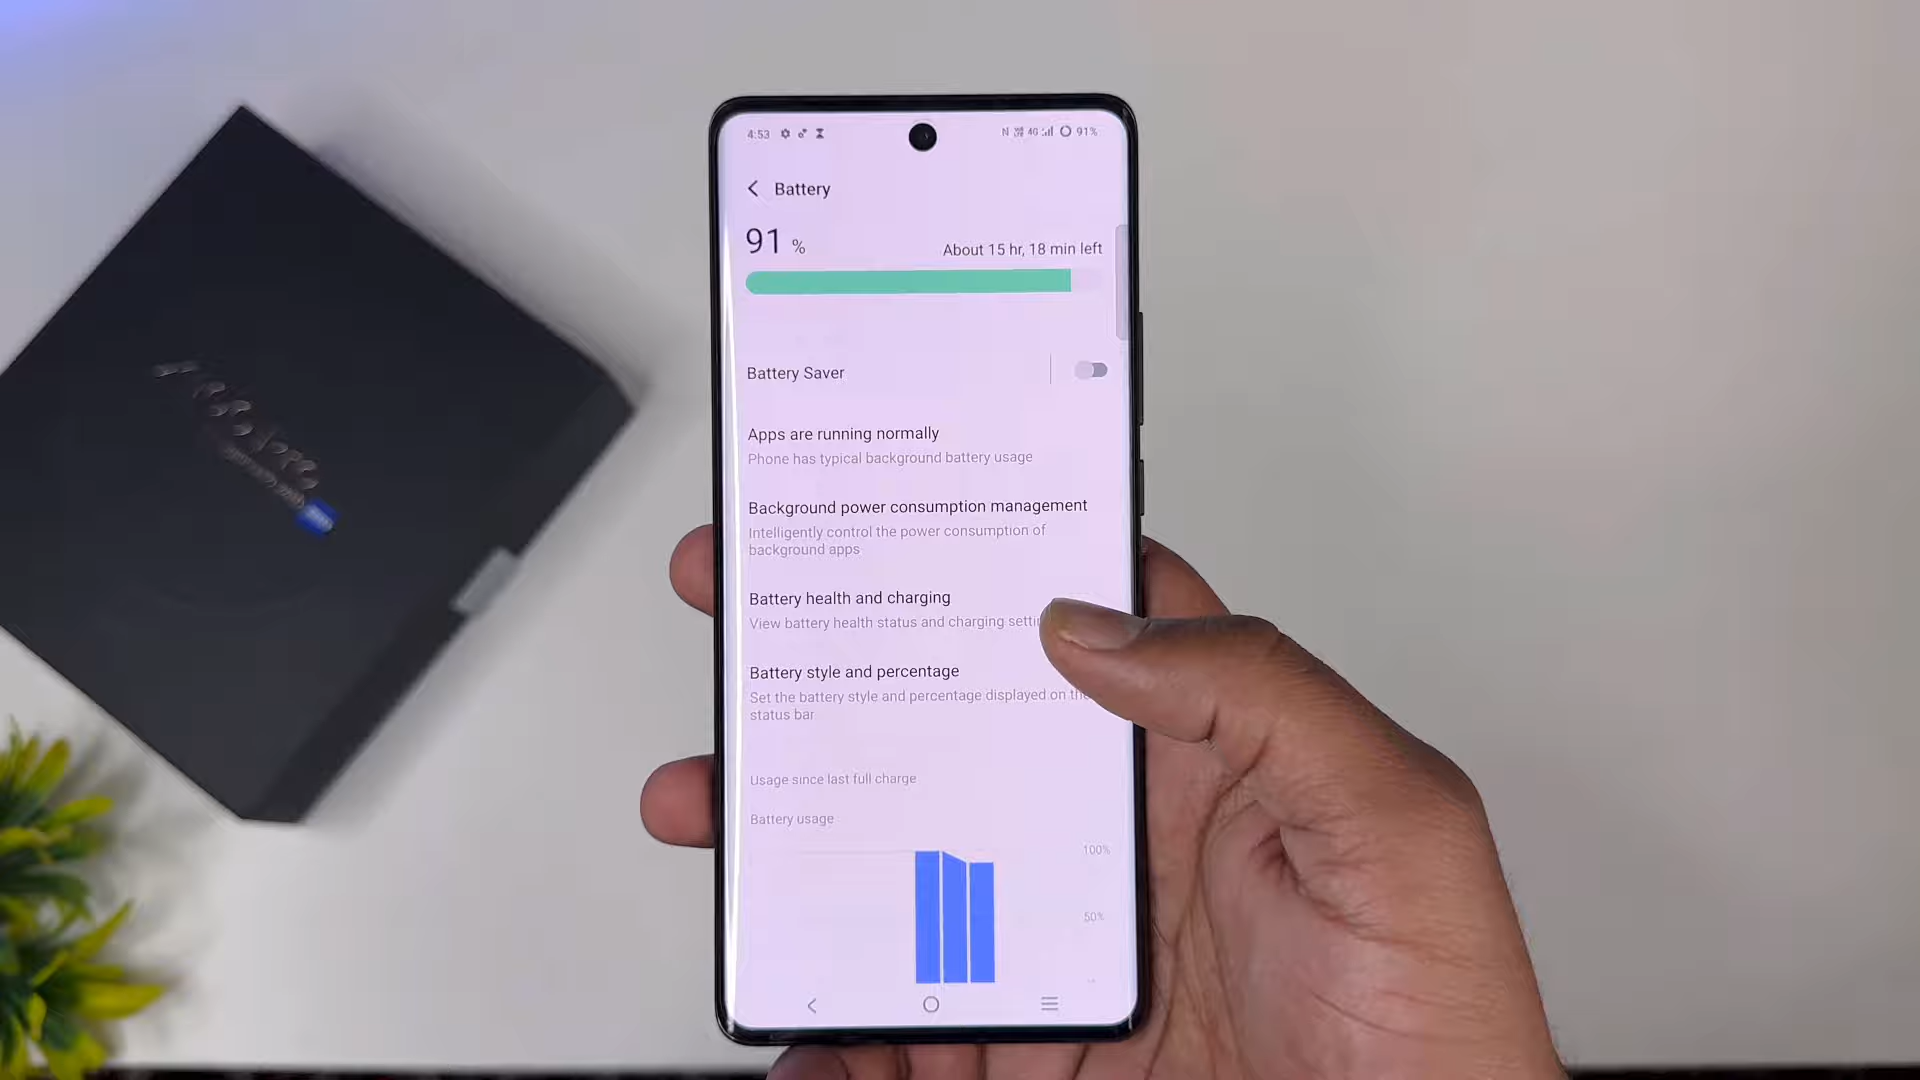 4:53
N 4G 91%
Battery
91 %
About 15 hr, 18 min left
Battery Saver
Apps are running normally
Phone has typical background battery usage
Background power consumption management
Intelligently control the power consumption of
background apps
Battery health and charging
View battery health status and charging
Battery style and percentage
Set the battery style and percentage displayed on
status bar
Usage since last full charge
Battery usage
100%
50%